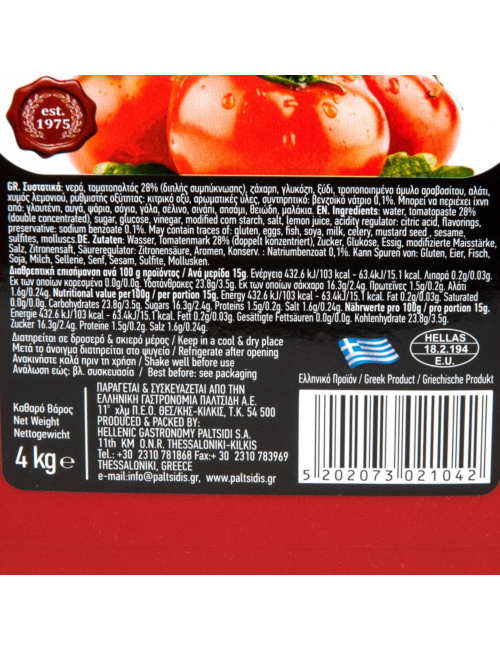 est.
1975
GR. Συστατικά: νερό, τοματοπολτός 28% (διπλής συμπύκνωσης), ζάχαρη, γλυκόζη, ξύδι, τροποποιημένο άμυλο αραβοσίτου, αλάτι,
χυμός λεμονιού, ρυθμιστής οξύτητας: κιτρικό οξύ, αρωματικές ύλες, συντηρητικό: βενζοϊκό νάτριο 0,1%. Μπορεί να περιέχει ίχνη
από: γλουτένη, αυγά, ψάρια, σόγια, γάλα, σέλινο, σινάπι, σησάμι, θειώδη, μαλάκια. EN. Ingredients: water, tomatopaste 28%
(double concentrated), sugar, glucose, vinegar, modified corn starch, salt, lemon juice, acidity regulator: citric acid, flavorings,
preservative: sodium benzoate 0.1%. May contain traces of: gluten, eggs, fish, soya, milk, celery, mustard seed , sesame,
sulfites, molluscs. DE. Zutaten: Wasser, Tomatenmark 28% (doppelt konzentriert), Zucker, Glukose, Essig, modifizierte Maisstärke,
Salz, Zitronensaft, Säureregulator: Zitronensäure, Aromen, Konserv. : Natriumbenzoat 0,1%. Kann Spuren von: Gluten, Eier, Fisch,
Soja, Milch, Sellerie, Senf, Sesam, Sulfite, Mollusken.
Διαθρεπτική επισήμανση ανά 100 g προϊόντος / Ανά μερίδα 15g. Ενέργεια 432.6 kJ/103 kcal - 63.4kJ/15.1 kcal. Λιπαρά 0.2g/0.03g.
Εκ των οποίων κορεσμένα 0.0g/0.0g. Υδατάνθρακες 23.8g/3.5g. Εκ των οποίων σάκχαρα 16.3g/2.4g. Πρωτεΐνες 1.5g/0.2g. Αλάτι
1.6g/0.24g. Nutritional value per100g / per portion 15g. Energy 432.6 kJ/103 kcal - 63.4 kJ/15.1 kcal. Fat 0.2g/0.03g. Saturated
0.0g/0.0g. Carbohydrates 23.8g/3.5g. Sugars 16.3g/2.4g. Proteins 1.5g/0.2g. Salt 1.6g/0.24g. Nährwerte pro 100g / pro portion 15g.
Energie 432.6 kJ/103 kcal - 63.4 kJ/15.1 kcal. Fett 0.2g/0.03g. Gesättigte Fettsäuren 0.0g/0.0g. Kohlenhydrate 23.8g/3.5g.
Zucker 16.3g/2.4g. Proteine 1.5g/0.2g. Salz 1.6g/0.24g.
Διατηρείται σε δροσερό & σκιερό μέρος / Keep in a cool & dry place
Μετά το άνοιγμα διατηρείται στο ψυγείο / Refrigerate after opening
Ανακινήστε καλά πριν τη χρήση / Shake well before use
Ανάλωση εώς: βλ. συσκευασία / Best before: see packaging
HELLAS
18.2.194
E.U.
Ελληνικό Προϊόν / Greek Product / Griechische Produkt
Καθαρό Βάρος
Net Weight
Nettogewicht
4 kg e
ΠΑΡΑΓΕΤΑΙ & ΣΥΣΚΕΥΑΖΕΤΑΙ ΑΠΟ ΤΗΝ
ΕΛΛΗΝΙΚΗ ΓΑΣΤΡΟΝΟΜΙΑ ΠΑΛΤΣΙΔΗ Α.Ε.
11° χλμ Π.Ε.Ο. ΘΕΣ/ΚΗΣ-ΚΙΛΚΙΣ, Τ.Κ. 54 500
PRODUCED & PACKED BY:
HELLENIC GASTRONOMY PALTSIDI S.A.
11th KM O.N.R. THESSALONIKI-KILKIS
Tel.: +30 2310 781868 Fax:+ 30 2310 783969
THESSALONIKI, GREECE
e-mail:info@paltsidis.gr, www.paltsidis.gr
5 202073 021042